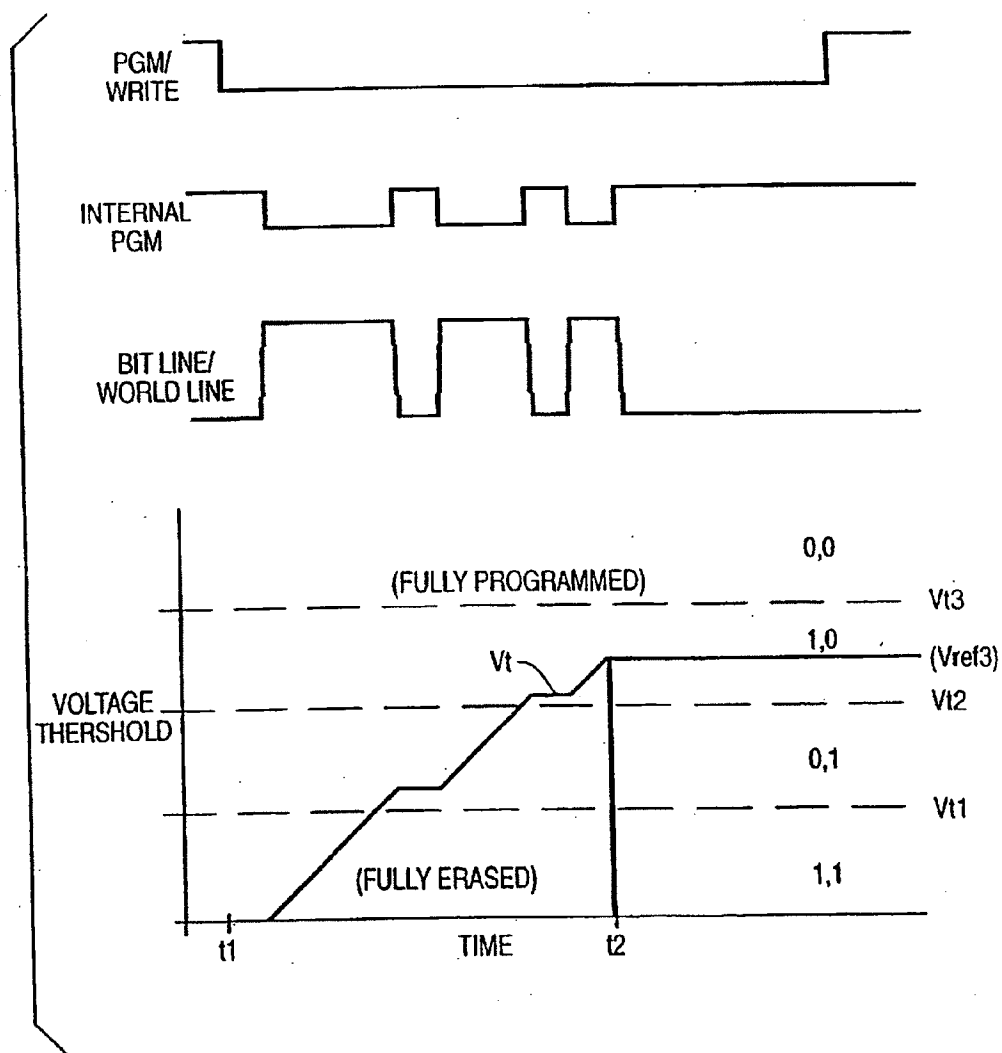 PGM/
WRITE
INTERNAL
PGM
BIT LINE/
WORLD LINE
0,0
(FULLY PROGRAMMED)
Vt3
1,0
Vt
(Vref3)
VOLTAGE
THERSHOLD
Vt2
0,1
Vt1
(FULLY ERASED)
1,1
t1
TIME
t2